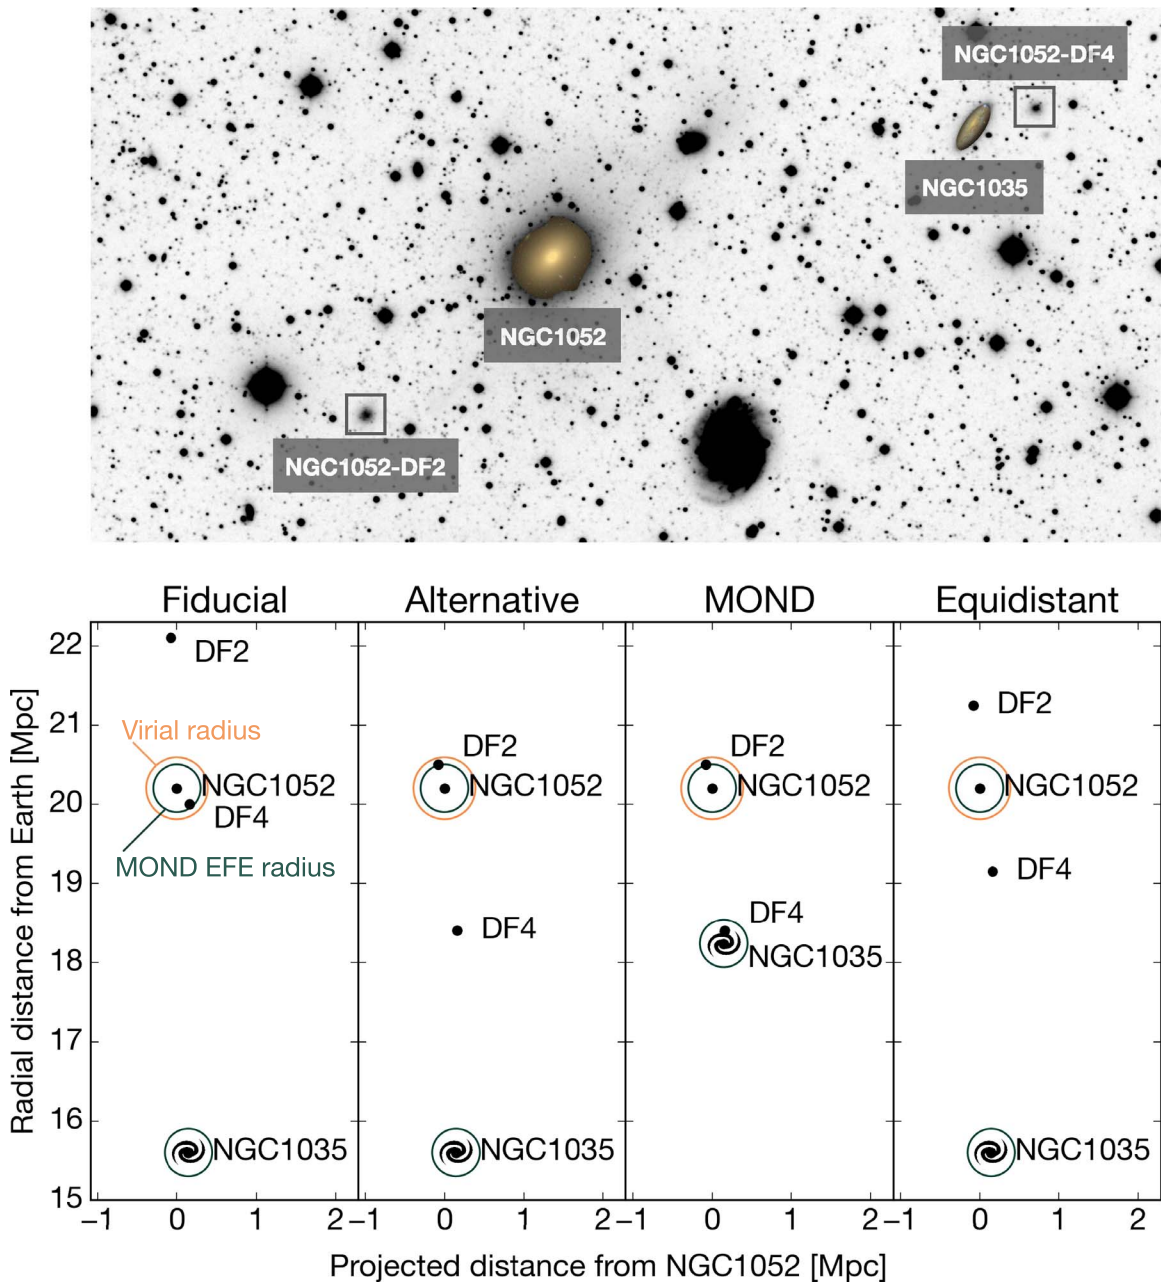 NGC1052-DF4
NGC1035
NGC1052
NGC1052-DF2
Fiducial
Alternative
MOND
Equidistant
Radial distance from Earth [Mpc]
22
21
20
19
18
17
16
15
DF2
Virial radius
NGC1052
DF4
MOND EFE radius
NGC1035
DF2
NGC1052
DF4
NGC1035
DF2
NGC1052
DF4
NGC1035
DF2
NGC1052
DF4
NGC1035
−1 0 1 2
−1 0 1 2
−1 0 1 2
−1 0 1 2
Projected distance from NGC1052 [Mpc]